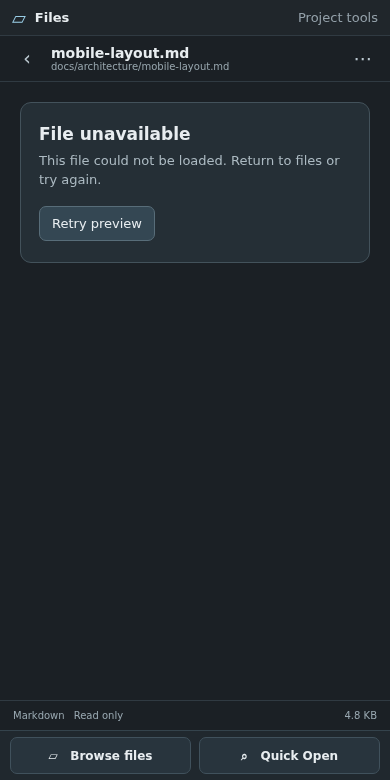 Files
Project tools
mobile-layout.md
docs/architecture/mobile-layout.md
File unavailable
This file could not be loaded. Return to files or
try again.
Retry preview
Markdown Read only
4.8 KB
Browse files
Quick Open